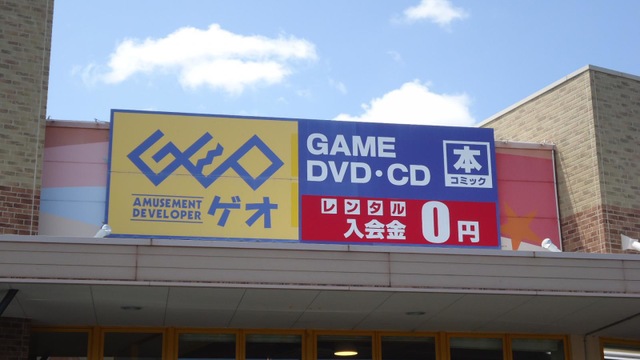 GEO
AMUSEMENT
DEVELOPER
ゲオ
GAME
DVD・CD
本
コミック
レンタル
入会金 0円